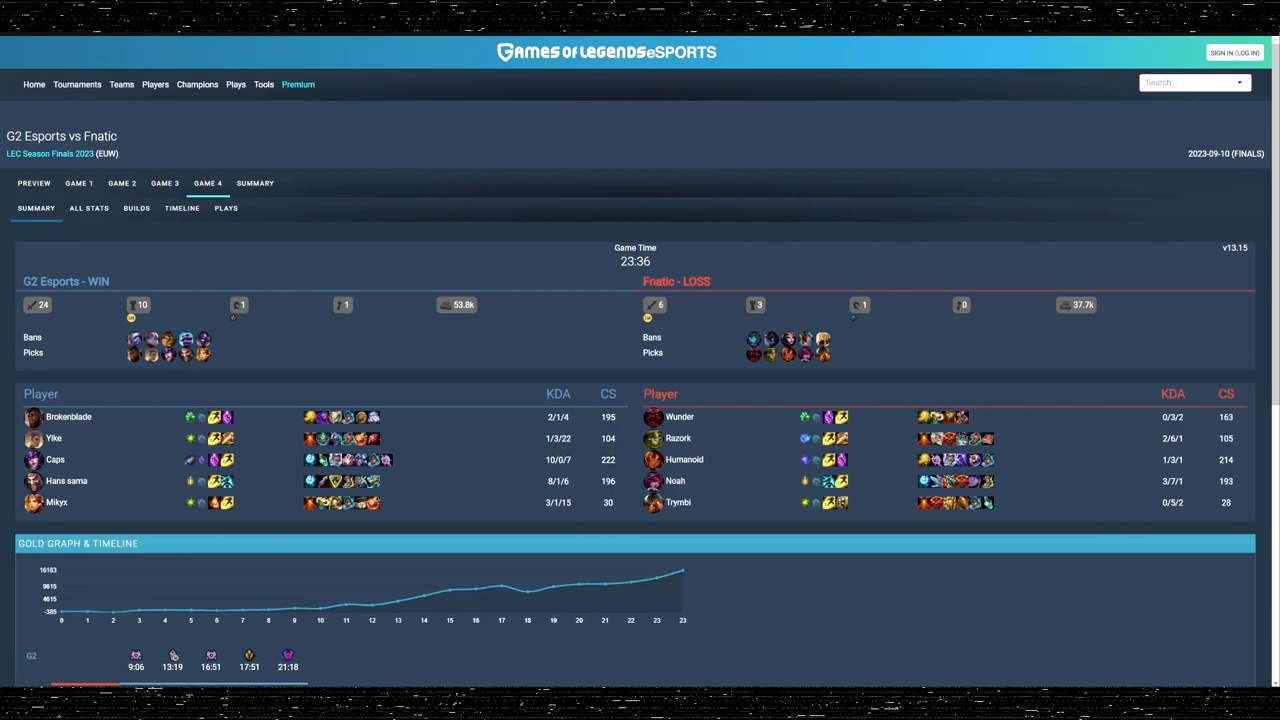 GAMES OF LEGENDS eSPORTS
SIGN IN (LOG IN)
Home Tournaments Teams Players Champions Plays Tools Premium
Search...
G2 Esports vs Fnatic
LEC Season Finals 2023 (EUW)
2023-09-10 (FINALS)
PREVIEW GAME 1 GAME 2 GAME 3 GAME 4 SUMMARY
SUMMARY ALL STATS BUILDS TIMELINE PLAYS
Game Time
v13.15
23:36
G2 Esports - WIN
Fnatic - LOSS
24 10 1 1 53.8k
6 3 1 0 37.7k
Bans
Bans
Picks
Picks
Player KDA CS
Player KDA CS
Brokenblade 2/1/4 195
Wunder 0/3/2 163
Yike 1/3/22 104
Razork 2/6/1 105
Caps 10/0/7 222
Humanoid 1/3/1 214
Hans sama 8/1/6 196
Noah 3/7/1 193
Mikyx 3/1/15 30
Trymbi 0/5/2 28
GOLD GRAPH & TIMELINE
16183
9615
4615
-385
0 1 2 3 4 5 6 7 8 9 10 11 12 13 14 15 16 17 18 19 20 21 22 23 23
G2
9:06 13:19 16:51 17:51 21:18